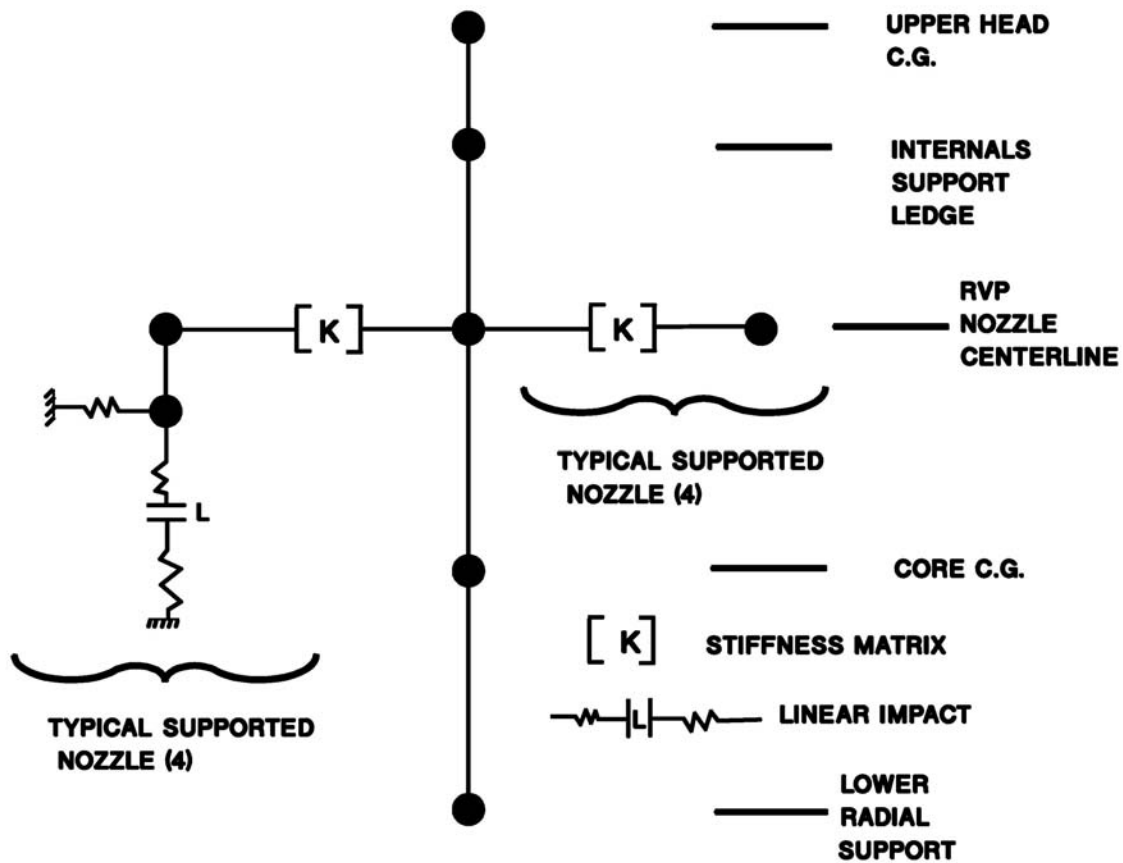 UPPER HEAD
C.G.
INTERNALS
SUPPORT
LEDGE
[K]
[K]
RVP
NOZZLE
CENTERLINE
TYPICAL SUPPORTED
NOZZLE (4)
L
CORE C.G.
[K] STIFFNESS MATRIX
L LINEAR IMPACT
TYPICAL SUPPORTED
NOZZLE (4)
LOWER
RADIAL
SUPPORT